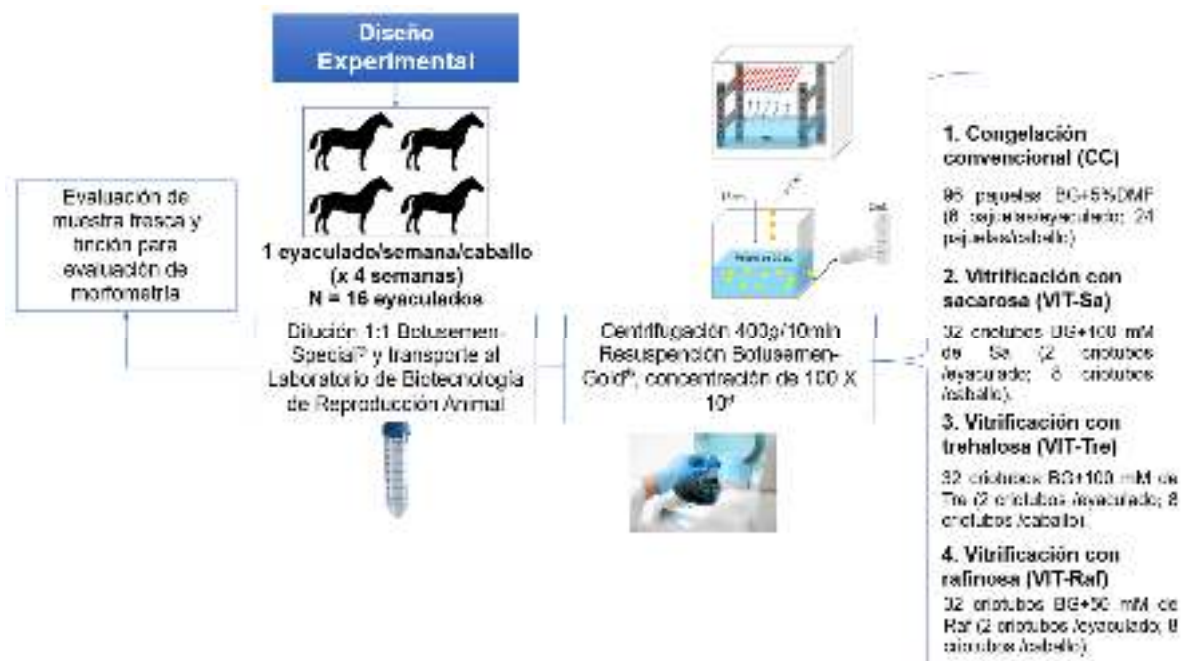 Diseño
Experimental
1 eyaculado/semana/caballo
(x 4 semanas)
N = 16 eyaculados
Evaluación de
muestra fresca y
tinción para
evaluación de
morfometría
Dilución 1:1 Botusemen-
Special® y transporte al
Laboratorio de Biotecnología
de Reproducción Animal
Centrifugación 400g/10min
Resuspención Botusemen-
Gold®, concentración de 100 X
1. Congelación
convencional (CC)
96 pajuelas BG+5%DMF
pajuelas/eyaculado; 24
pajuelas/caballo)
2. Vitrificación con
sacarosa (VIT-Sa)
32 criotubos BG+100 mM
de Sa (2 criotubos
/eyaculado; 8 criotubos
/caballo).
3. Vitrificación con
trehalosa (VIT-Tre)
32 criotubos BG+100 mM de
Tre (2 criotubos /eyaculado; 8
criotubos /caballo).
4. Vitrificación con
rafinosa (VIT-Raf)
32 criotubos BG+50 mM de
Raf (2 criotubos /eyaculado; 8
criotubos /caballo).